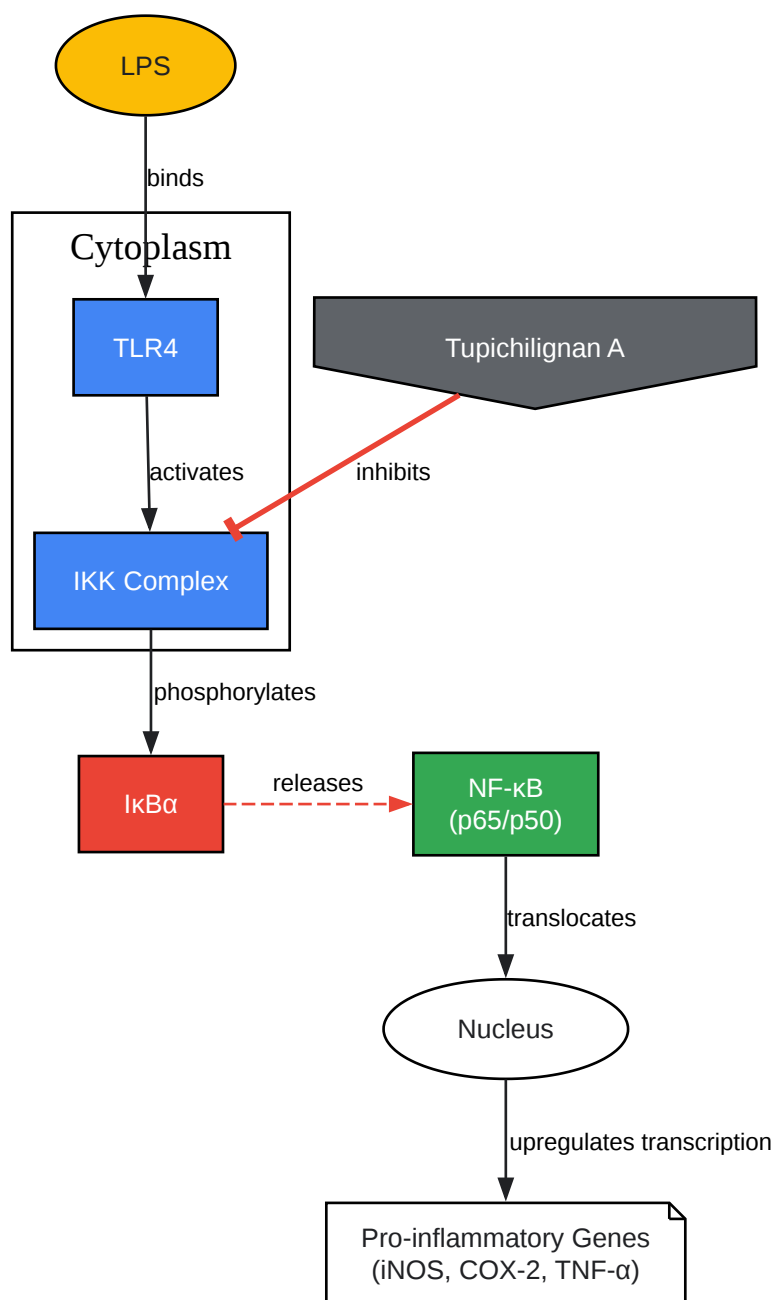 LPS
binds
Cytoplasm
TLR4
Tupichilignan A
activates
inhibits
IKK Complex
phosphorylates
IκBα
releases
NF-κB
(p65/p50)
translocates
Nucleus
upregulates transcription
Pro-inflammatory Genes
(iNOS, COX-2, TNF-α)